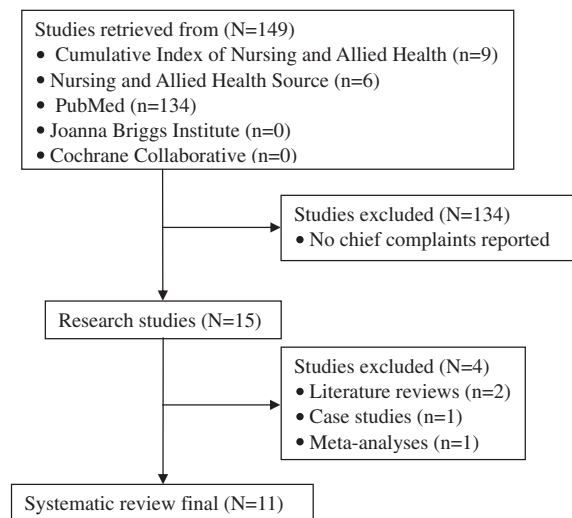 Studies retrieved from (N=149)
• Cumulative Index of Nursing and Allied Health (n=9)
• Nursing and Allied Health Source (n=6)
• PubMed (n=134)
• Joanna Briggs Institute (n=0)
• Cochrane Collaborative (n=0)
Studies excluded (N=134)
• No chief complaints reported
Research studies (N=15)
Studies excluded (N=4)
• Literature reviews (n=2)
• Case studies (n=1)
• Meta-analyses (n=1)
Systematic review final (N=11)